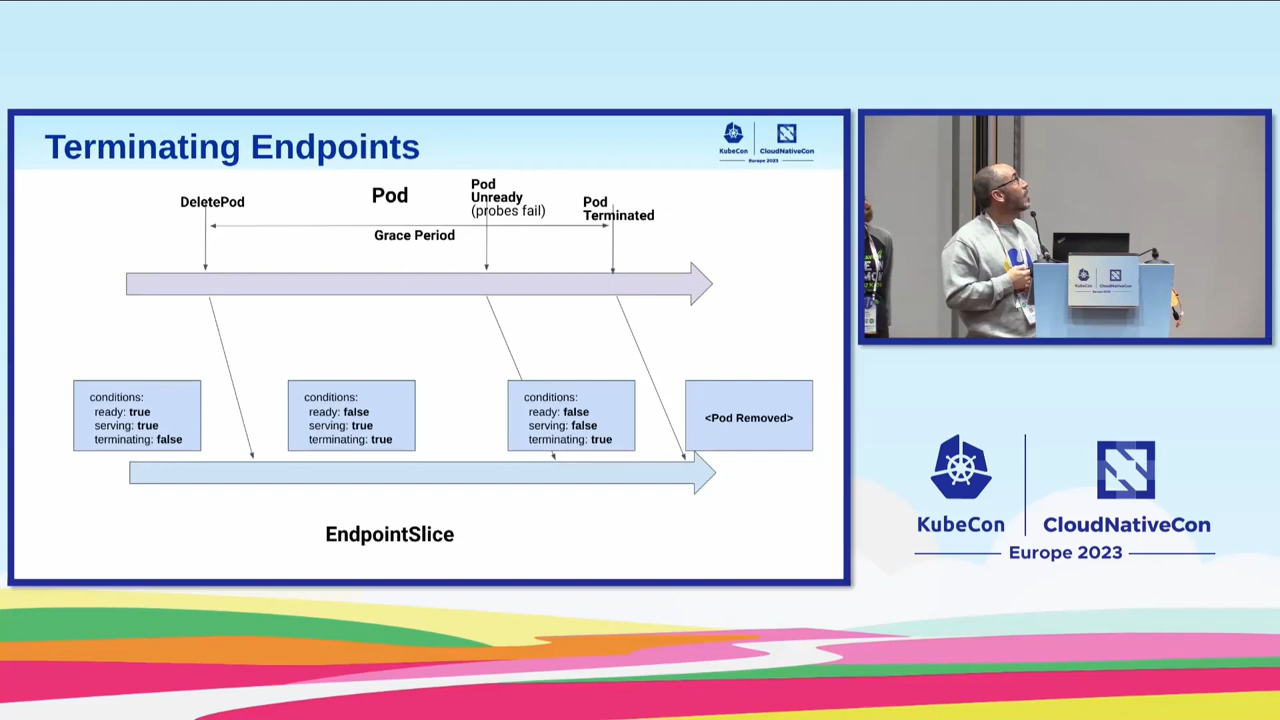 Terminating Endpoints
KubeCon
CloudNativeCon
Europe 2023
DeletePod
Pod
Pod
Unready
(probes fail)
Pod
Terminated
Grace Period
conditions:
ready: true
serving: true
terminating: false
conditions:
ready: false
serving: true
terminating: true
conditions:
ready: false
serving: false
terminating: true
<Pod Removed>
EndpointSlice
KubeCon
CloudNativeCon
Europe 2023